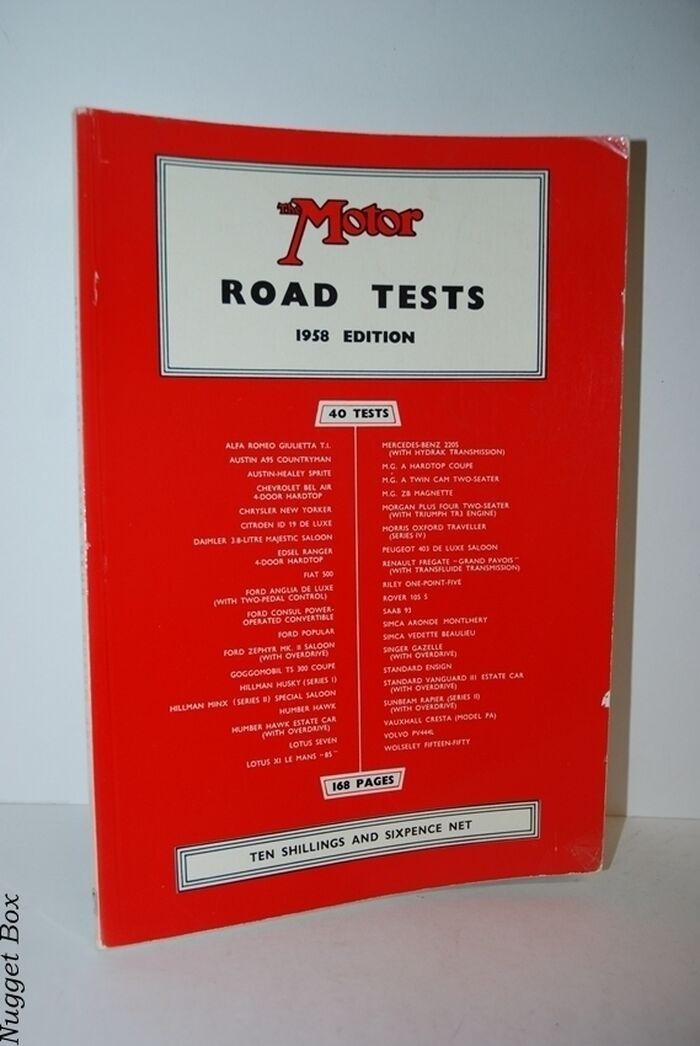 The Motor
ROAD TESTS
1958 EDITION
40 TESTS
ALFA ROMEO GIULIETTA T.I.
AUSTIN A95 COUNTRYMAN
AUSTIN-HEALEY SPRITE
CHEVROLET BEL AIR
4-DOOR HARDTOP
CHRYSLER NEW YORKER
CITROEN ID 19 DE LUXE
DAIMLER 3.8-LITRE MAJESTIC SALOON
EDSEL RANGER
4-DOOR HARDTOP
FIAT 500
FORD ANGLIA DE LUXE
(WITH TWO-PEDAL CONTROL)
FORD CONSUL POWER-
OPERATED CONVERTIBLE
FORD POPULAR
FORD ZEPHYR MK. II SALOON
(WITH OVERDRIVE)
GOGGOMOBIL TS 300 COUPE
HILLMAN HUSKY (SERIES I)
HILLMAN MINX (SERIES II) SPECIAL SALOON
HUMBER HAWK
HUMBER HAWK ESTATE CAR
(WITH OVERDRIVE)
LOTUS SEVEN
LOTUS XI LE MANS "85"
MERCEDES-BENZ 220S
(WITH HYDRAK TRANSMISSION)
M.G. A HARDTOP COUPE
M.G. A TWIN CAM TWO-SEATER
M.G. ZB MAGNETTE
MORGAN PLUS FOUR TWO-SEATER
(WITH TRIUMPH TR3 ENGINE)
MORRIS OXFORD TRAVELLER
(SERIES IV)
PEUGEOT 403 DE LUXE SALOON
RENAULT FREGATE "GRAND PAVOIS"
(WITH TRANSFLUIDE TRANSMISSION)
RILEY ONE-POINT-FIVE
ROVER 105 S
SAAB 93
SIMCA ARONDE MONTLHERY
SIMCA VEDETTE BEAULIEU
SINGER GAZELLE
(WITH OVERDRIVE)
STANDARD ENSIGN
STANDARD VANGUARD III ESTATE CAR
(WITH OVERDRIVE)
SUNBEAM RAPIER (SERIES II)
(WITH OVERDRIVE)
VAUXHALL CRESTA (MODEL PA)
VOLVO PV444L
WOLSELEY FIFTEEN-FIFTY
168 PAGES
TEN SHILLINGS AND SIXPENCE NET
Nugget Box